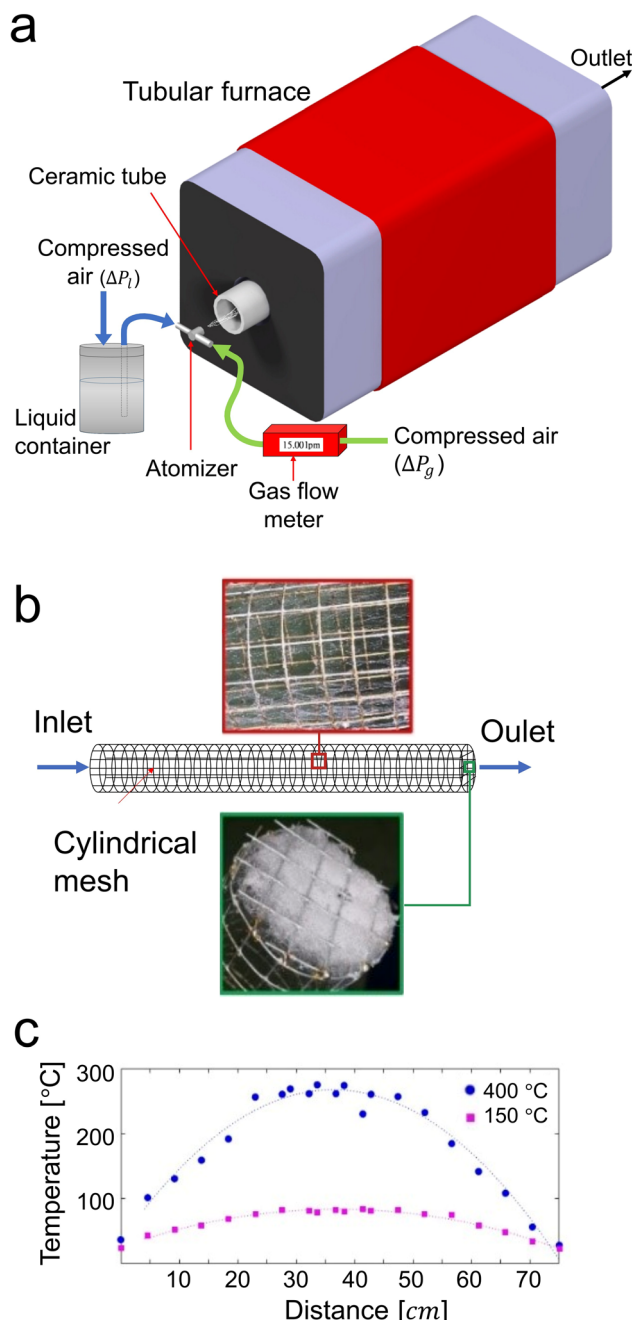 a
Outlet
Tubular furnace
Ceramic tube
Compressed
air (ΔP_l)
Liquid
container
Atomizer
15.001pm
Gas flow
meter
Compressed air
(ΔP_g)
b
Inlet
Oulet
Cylindrical
mesh
c
Temperature [°C]
300
200
100
400 °C
150 °C
10 20 30 40 50 60 70
Distance [cm]